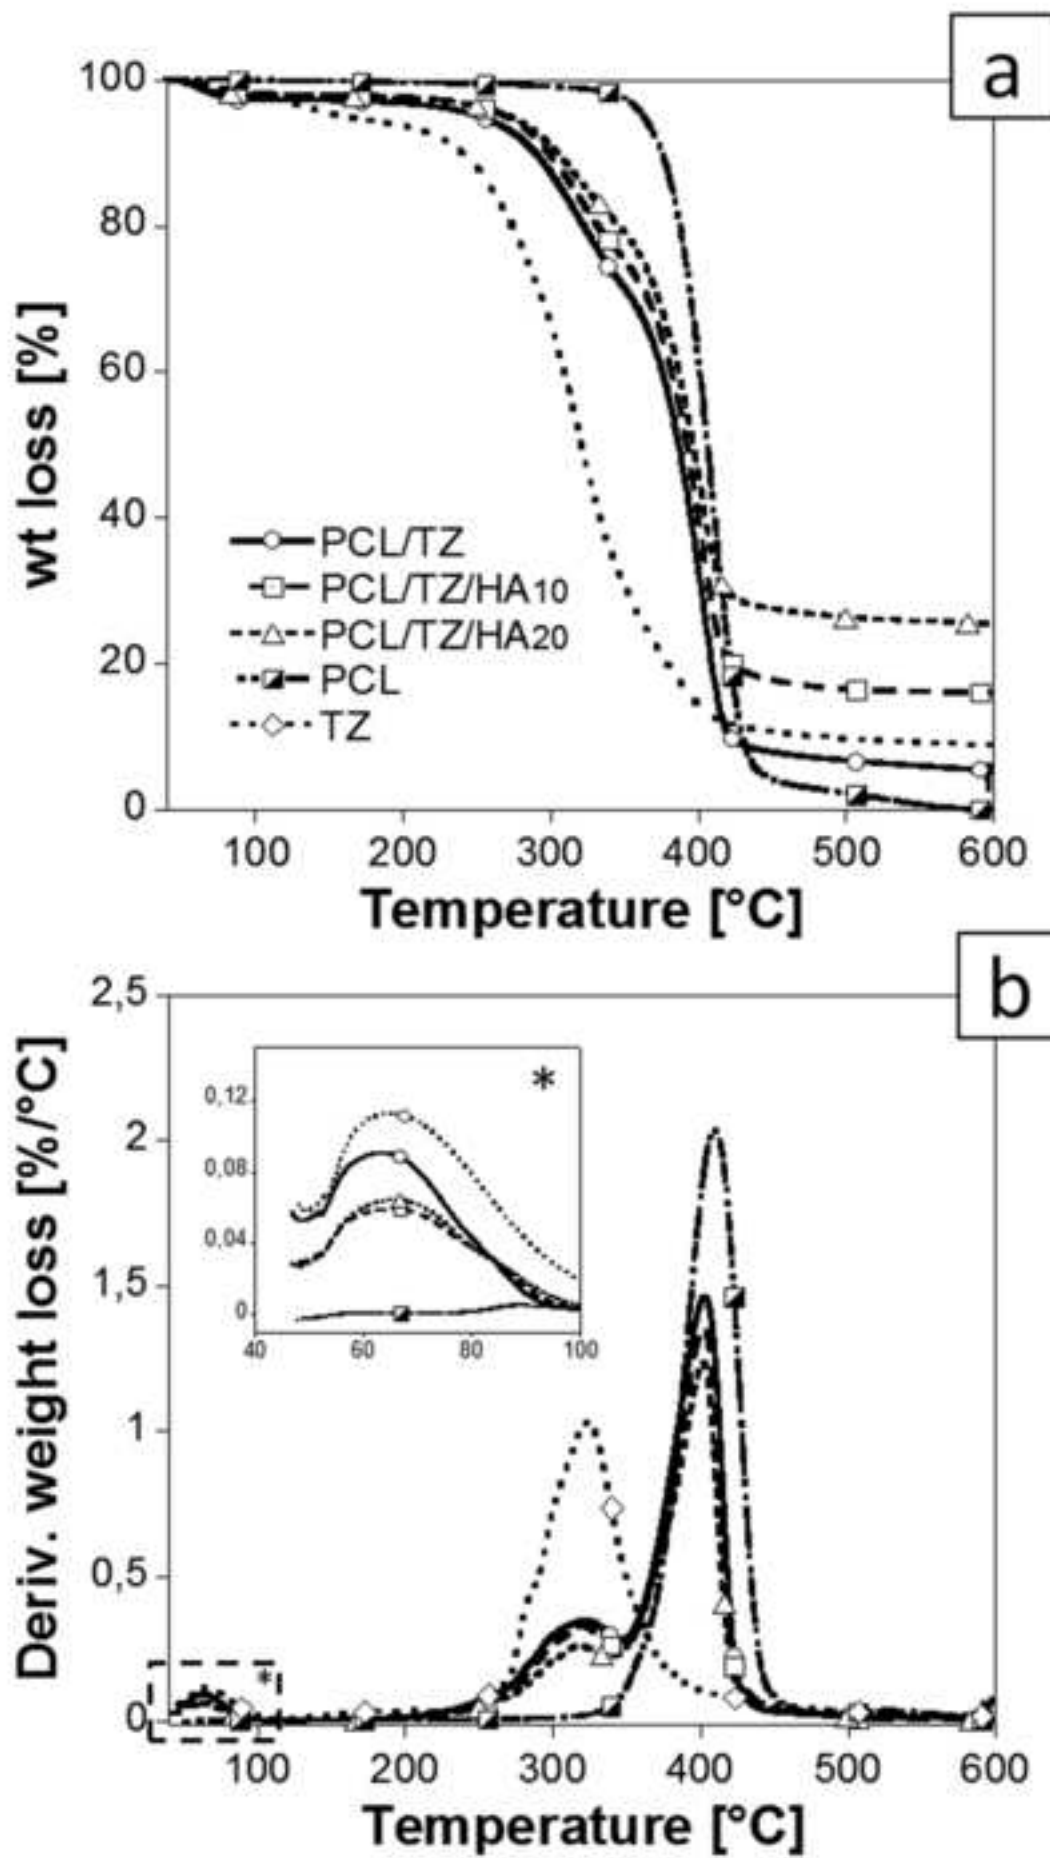 a
100
80
60
40
20
0
wt loss [%]
PCL/TZ
PCL/TZ/HA10
PCL/TZ/HA20
PCL
TZ
100 200 300 400 500 600
Temperature [°C]
b
2,5
2
1,5
1
0,5
0
Deriv. weight loss [%/°C]
*
0,12
0,08
0,04
0
40 60 80 100
*
100 200 300 400 500 600
Temperature [°C]